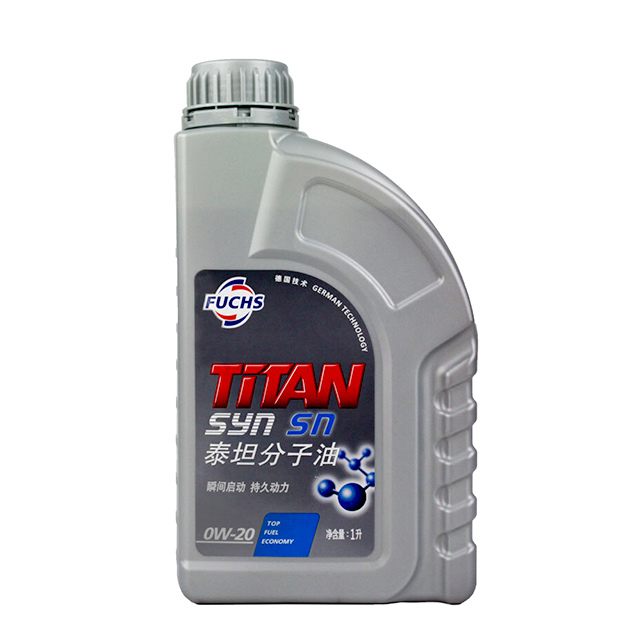 FUCHS
德国技术 GERMAN TECHNOLOGY
TiTAN
SYN SN
泰坦分子油
瞬间启动 持久动力
0W-20
TOP
FUEL
ECONOMY
净含量:1升